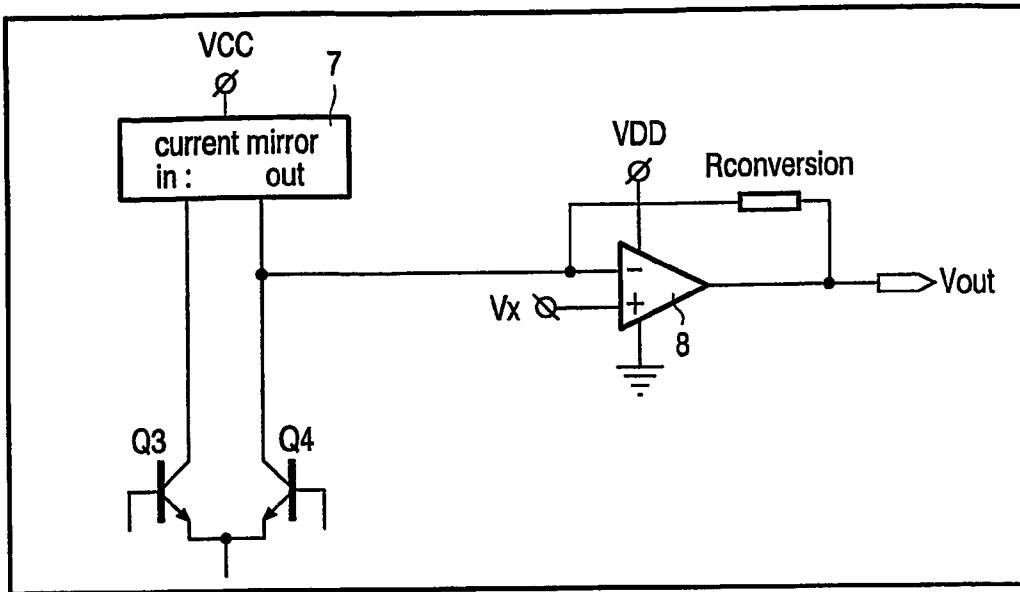 VCC
7
current mirror
in : out
VDD
Rconversion
−
Vx
+
8
Vout
Q3
Q4